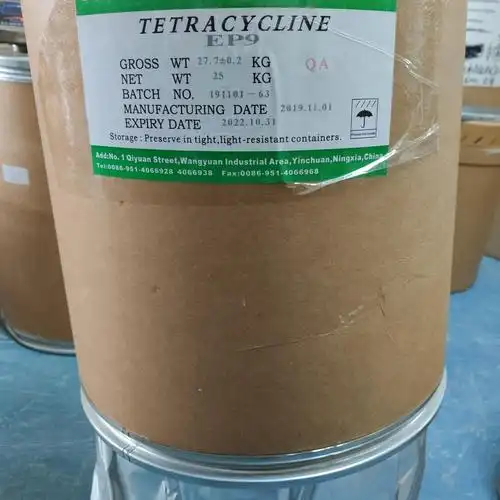 TETRACYCLINE
EP9
GROSS WT 27.7±0.2 KG QA
NET WT 25 KG
BATCH NO. 191101-63
MANUFACTURING DATE 2019.11.01
EXPIRY DATE 2022.10.31
Storage : Preserve in tight,light-resistant containers.
Add:No. 1 Qiyuan Street,Wangyuan Industrial Area,Yinchuan,Ningxia,China
Tel:0086-951-4066928 4066938 Fax:0086-951-4066968